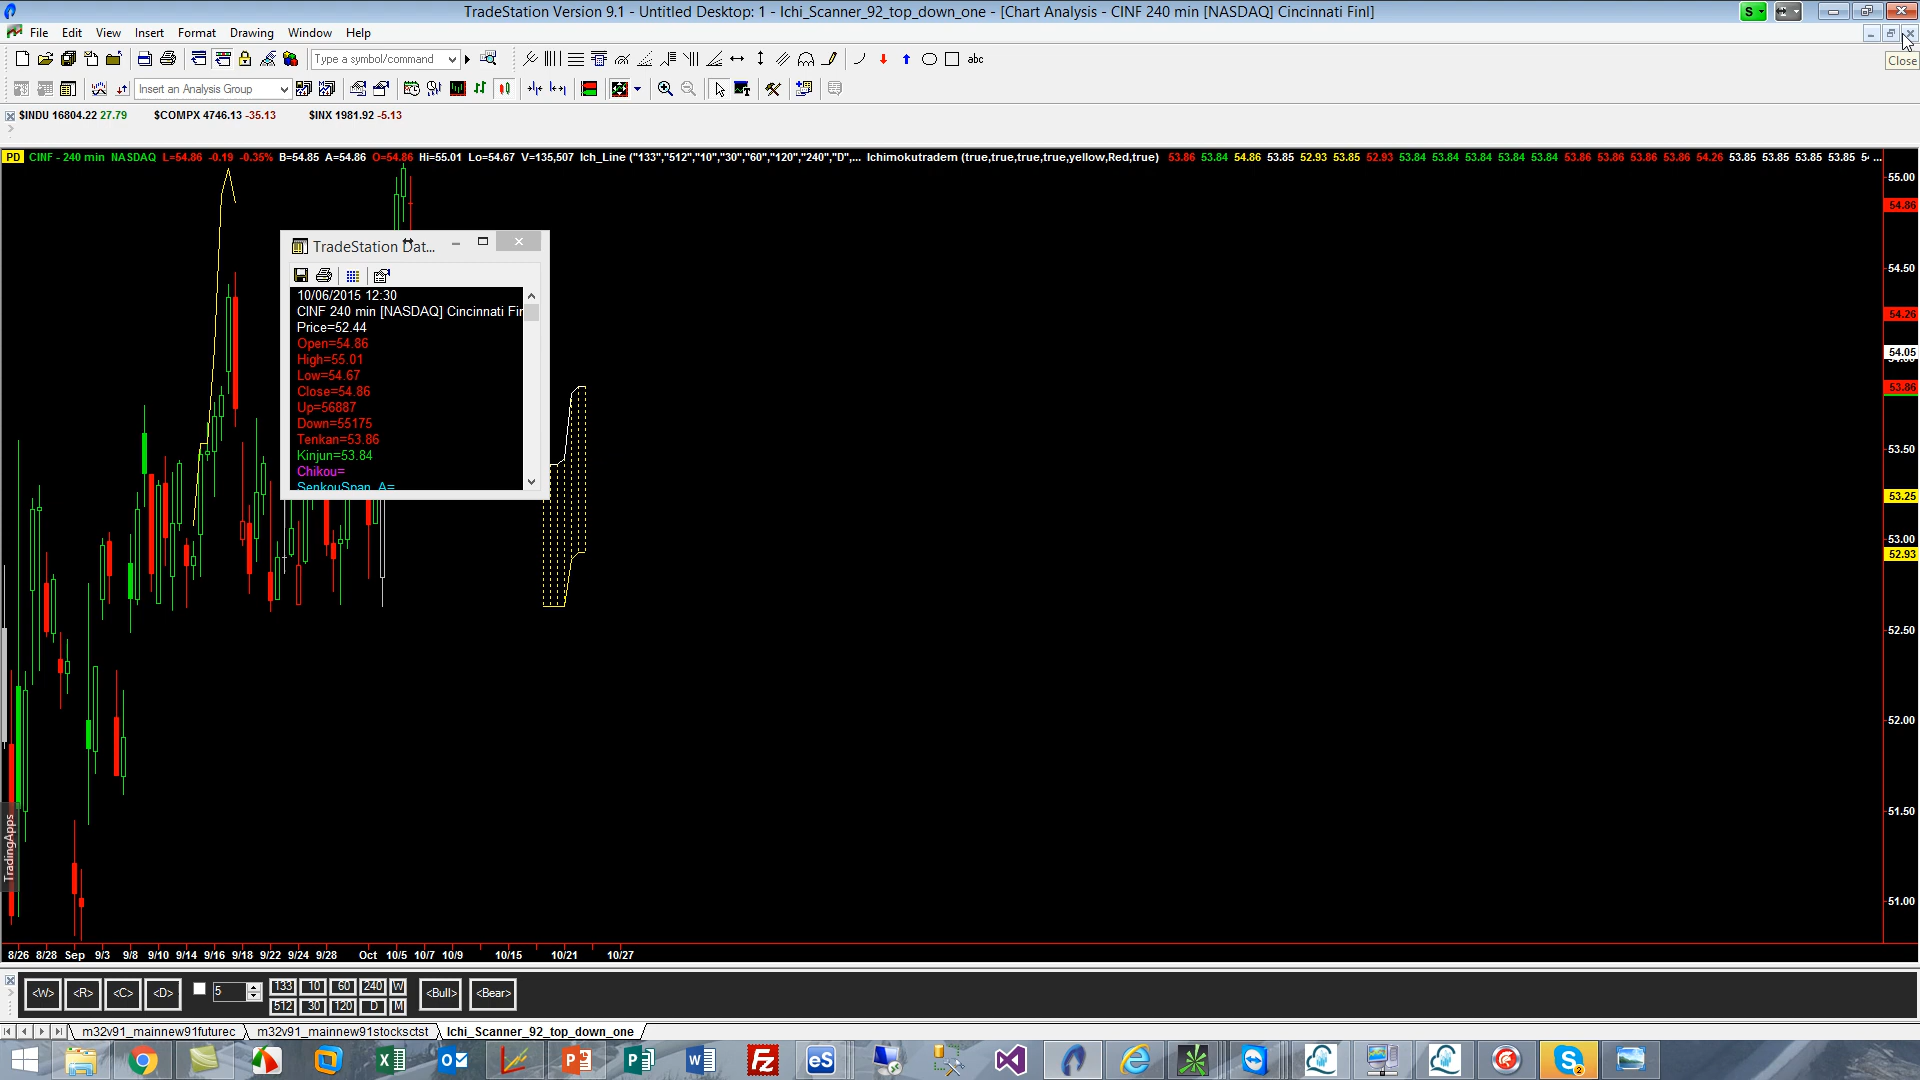 TradeStation Version 9.1 - Untitled Desktop: 1 - Ichi_Scanner_92_top_down_one - [Chart Analysis - CINF 240 min [NASDAQ] Cincinnati Finl]
S
File Edit View Insert Format Drawing Window Help
Type a symbol/command
abc
Close
Insert an Analysis Group
$INDU 16804.22 27.79 $COMPX 4746.13 -35.13 $INX 1981.92 -5.13
PD CINF - 240 min NASDAQ L=54.86 -0.19 -0.35% B=54.85 A=54.86 O=54.86 Hi=55.01 Lo=54.67 V=135,507 Ich_Line ("133","512","10","30","60","120","240","D",... Ichimokutradem (true,true,true,true,yellow,Red,true) 53.86 53.84 54.86 53.85 52.93 53.85 52.93 53.84 53.84 53.84 53.84 53.84 53.86 53.86 53.86 53.86 54.26 53.85 53.85 53.85 53.85 ...
55.00
54.86
54.50
54.26
54.05
53.86
53.50
53.25
53.00
52.93
52.50
52.00
51.50
51.00
TradeStation Dat...
10/06/2015 12:30
CINF 240 min [NASDAQ] Cincinnati Fin
Price=52.44
Open=54.86
High=55.01
Low=54.67
Close=54.86
Up=56887
Down=55175
Tenkan=53.86
Kinjun=53.84
Chikou=
SenkouSpan_A=
TradingApps
8/26 8/28 Sep 9/3 9/8 9/10 9/14 9/16 9/18 9/22 9/24 9/28 Oct 10/5 10/7 10/9 10/15 10/21 10/27
<W> <R> <C> <D> 5 133 10 60 240 W <Bull> <Bear>
512 30 120 D M
m32v91_mainnew91futurec m32v91_mainnew91stocksctst Ichi_Scanner_92_top_down_one